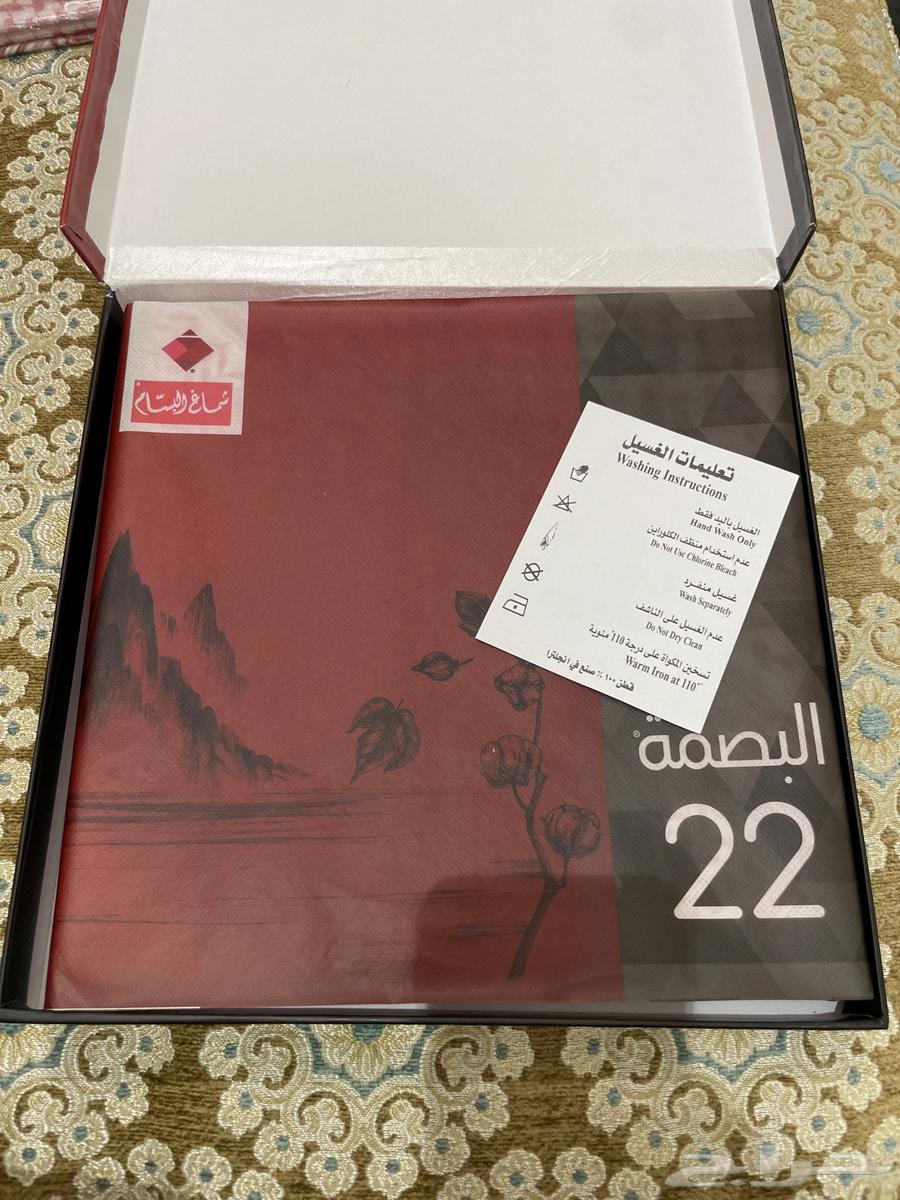 شماغ البسام
تعليمات الغسيل
Washing Instructions
الغسيل باليد فقط
Hand Wash Only
عدم استخدام منظف الكلوراين
Do Not Use Chlorine Bleach
غسيل منفرد
Wash Separately
عدم الغسيل على الناشف
Do Not Dry Clean
تسخين المكواة على درجة 110° مئوية
Warm Iron at 110°
قطن ١٠٠ ٪ صنع في انجلترا
البصمة®
22
حراج